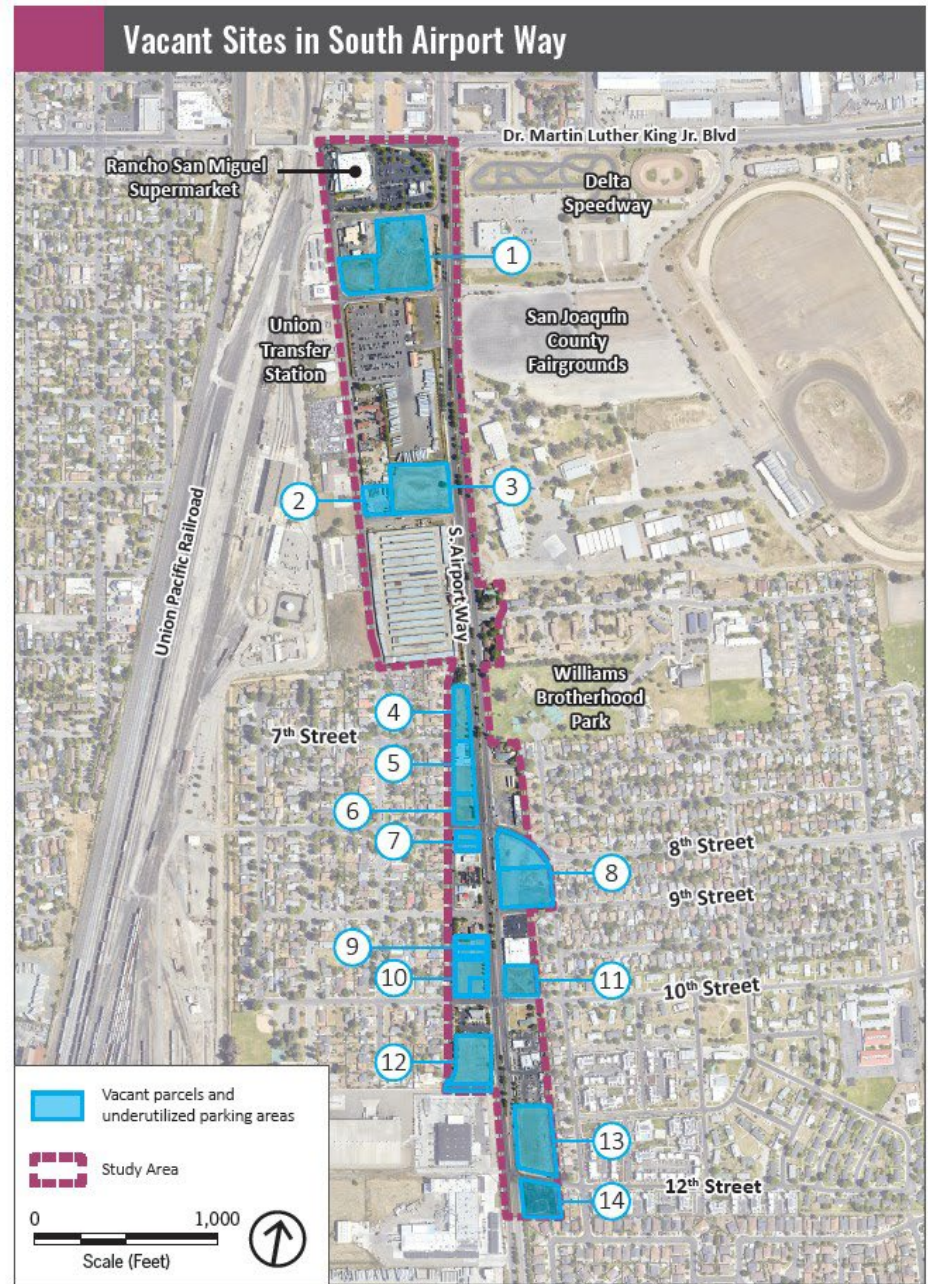 Vacant Sites in South Airport Way
Dr. Martin Luther King Jr. Blvd
Rancho San Miguel
Supermarket
Delta
Speedway
1
Union
Transfer
Station
San Joaquin
County
Fairgrounds
2
3
Union Pacific Railroad
S. Airport Way
Williams
Brotherhood
Park
4
7th Street
5
6
7
8th Street
8
9th Street
9
10
11
10th Street
12
Vacant parcels and
underutilized parking areas
13
Study Area
12th Street
14
0 1,000
Scale (Feet)